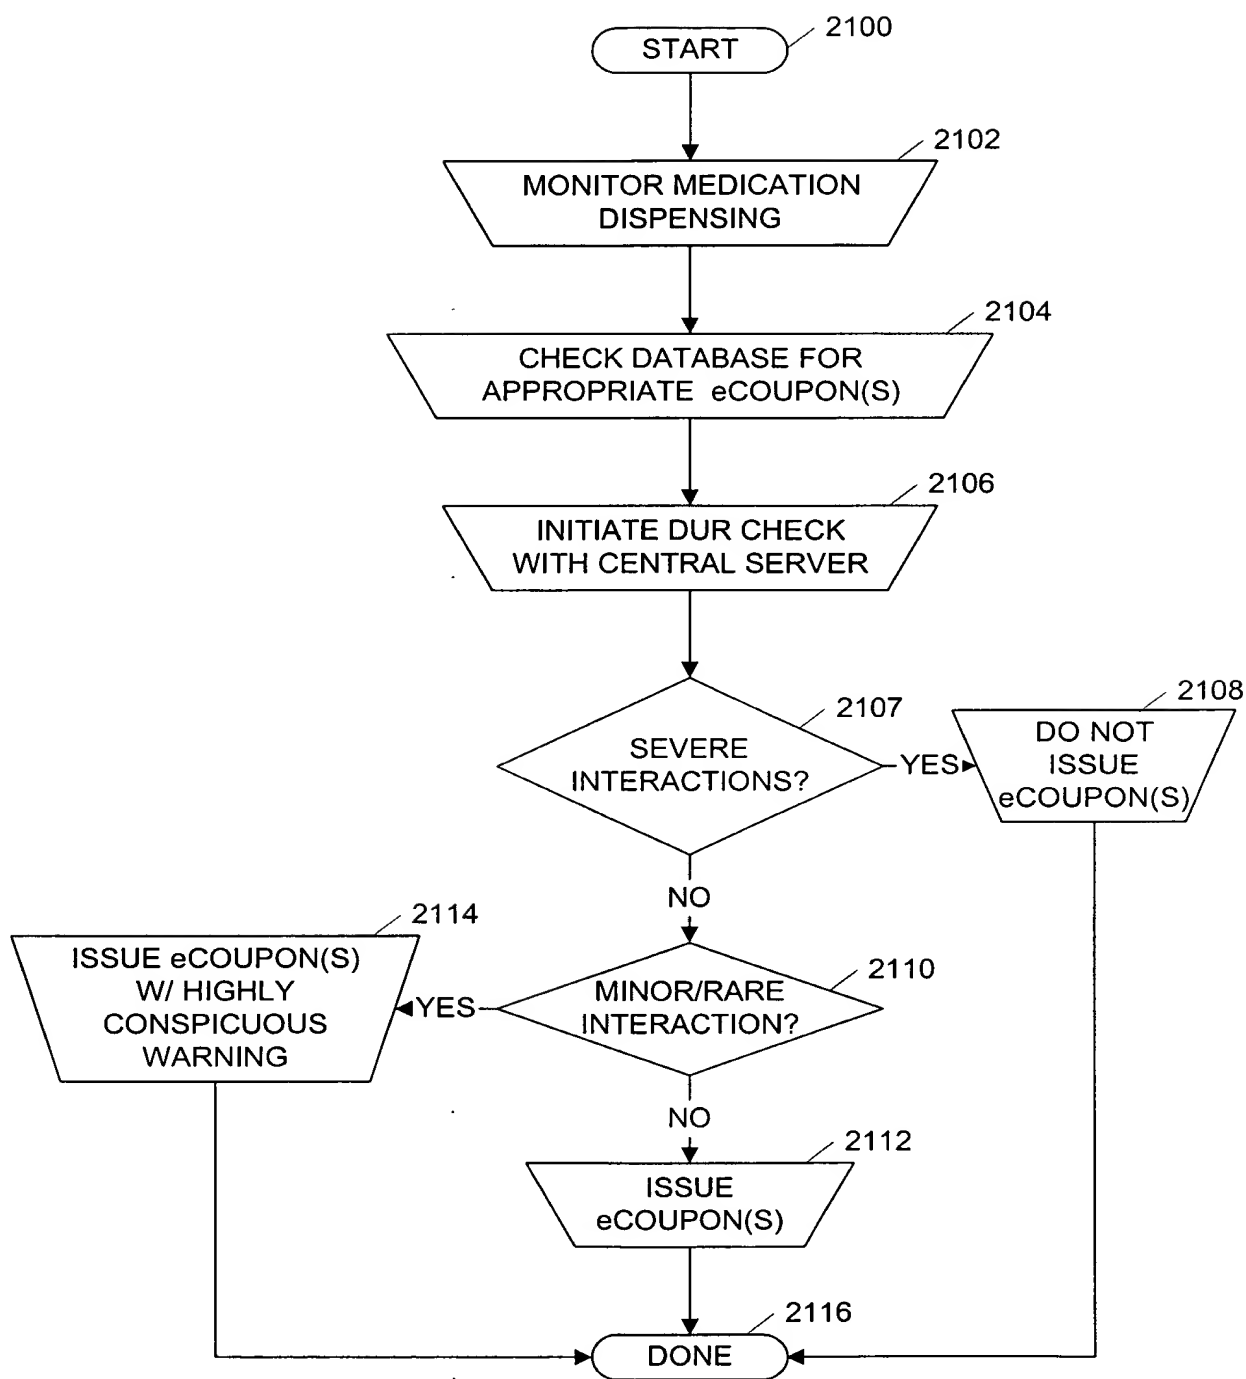 2100
START
2102
MONITOR MEDICATION
DISPENSING
2104
CHECK DATABASE FOR
APPROPRIATE eCOUPON(S)
2106
INITIATE DUR CHECK
WITH CENTRAL SERVER
2107
SEVERE
INTERACTIONS?
YES
2108
DO NOT
ISSUE
eCOUPON(S)
NO
2110
MINOR/RARE
INTERACTION?
YES
2114
ISSUE eCOUPON(S)
W/ HIGHLY
CONSPICUOUS
WARNING
NO
2112
ISSUE
eCOUPON(S)
2116
DONE